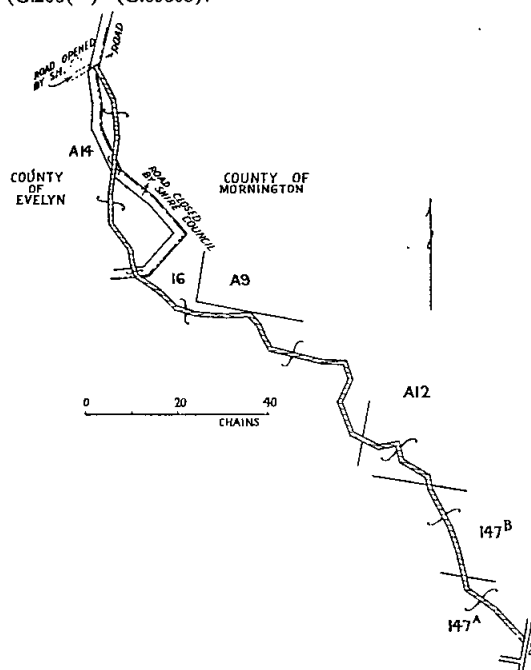 ROAD
ROAD OPENED
BY SH.
A14
COUNTY
OF
EVELYN
ROAD CLOSED
BY SHIRE COUNCIL
COUNTY OF
MORNINGTON
16
A9
0 20 40
CHAINS
A12
147B
147A